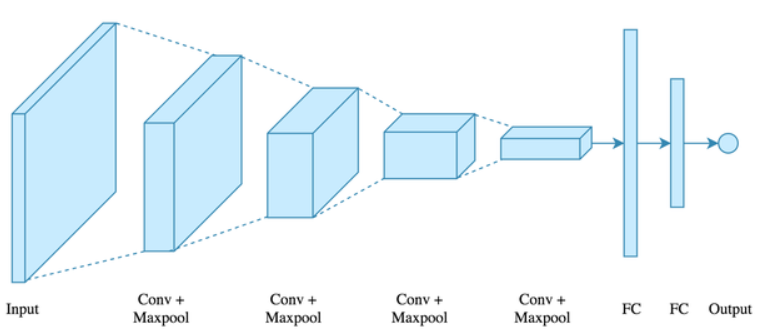 Input
Conv +
Maxpool
Conv +
Maxpool
Conv +
Maxpool
Conv +
Maxpool
FC
FC
Output